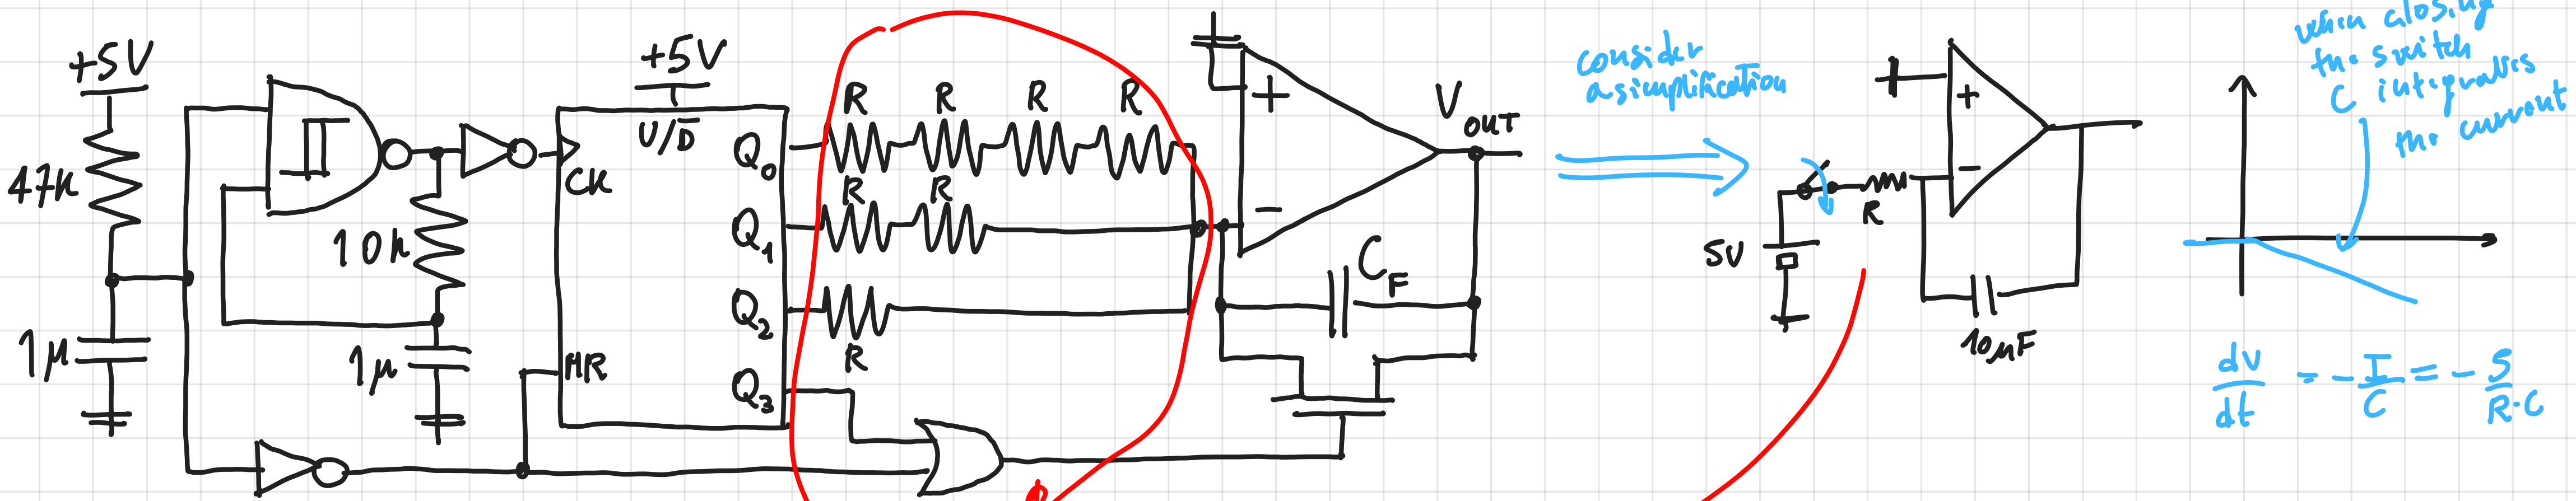 +5V
47K
1μ
10K
1μ
+5V
U/D
CK
MR
Q0
Q1
Q2
Q3
R R R R
R R
R
+
-
VOUT
CF
consider
a simplification
5V
R
+
-
10μF
when closing
the switch
C integrates
the current
dV/dt = - I/C = - 5/R·C